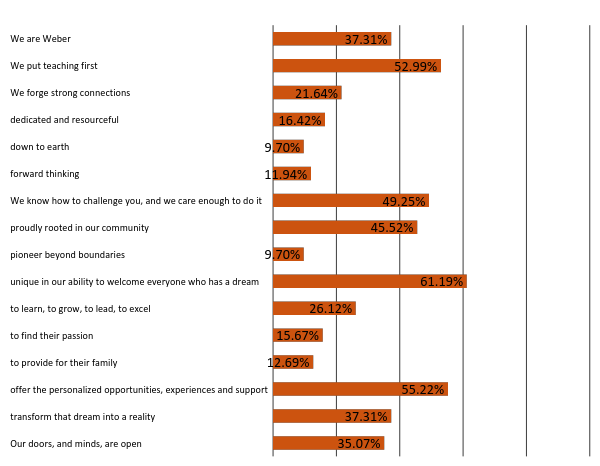 We are Weber 37.31%
We put teaching first 52.99%
We forge strong connections 21.64%
dedicated and resourceful 16.42%
down to earth 9.70%
forward thinking 11.94%
We know how to challenge you, and we care enough to do it 49.25%
proudly rooted in our community 45.52%
pioneer beyond boundaries 9.70%
unique in our ability to welcome everyone who has a dream 61.19%
to learn, to grow, to lead, to excel 26.12%
to find their passion 15.67%
to provide for their family 12.69%
offer the personalized opportunities, experiences and support 55.22%
transform that dream into a reality 37.31%
Our doors, and minds, are open 35.07%